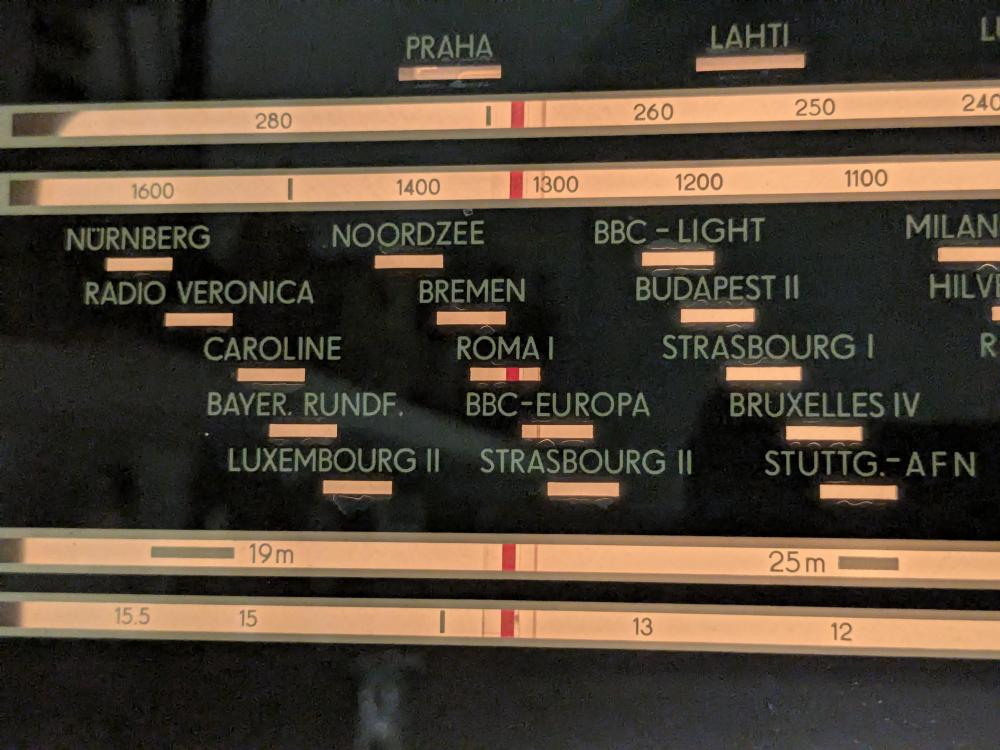 PRAHA LAHTI
280 260 250 240
1600 1400 1300 1200 1100
NÜRNBERG NOORDZEE BBC - LIGHT MILAN
RADIO VERONICA BREMEN BUDAPEST II HILV
CAROLINE ROMA I STRASBOURG I R
BAYER. RUNDF. BBC-EUROPA BRUXELLES IV
LUXEMBOURG II STRASBOURG II STUTTG.-AFN
19m 25m
15.5 15 13 12